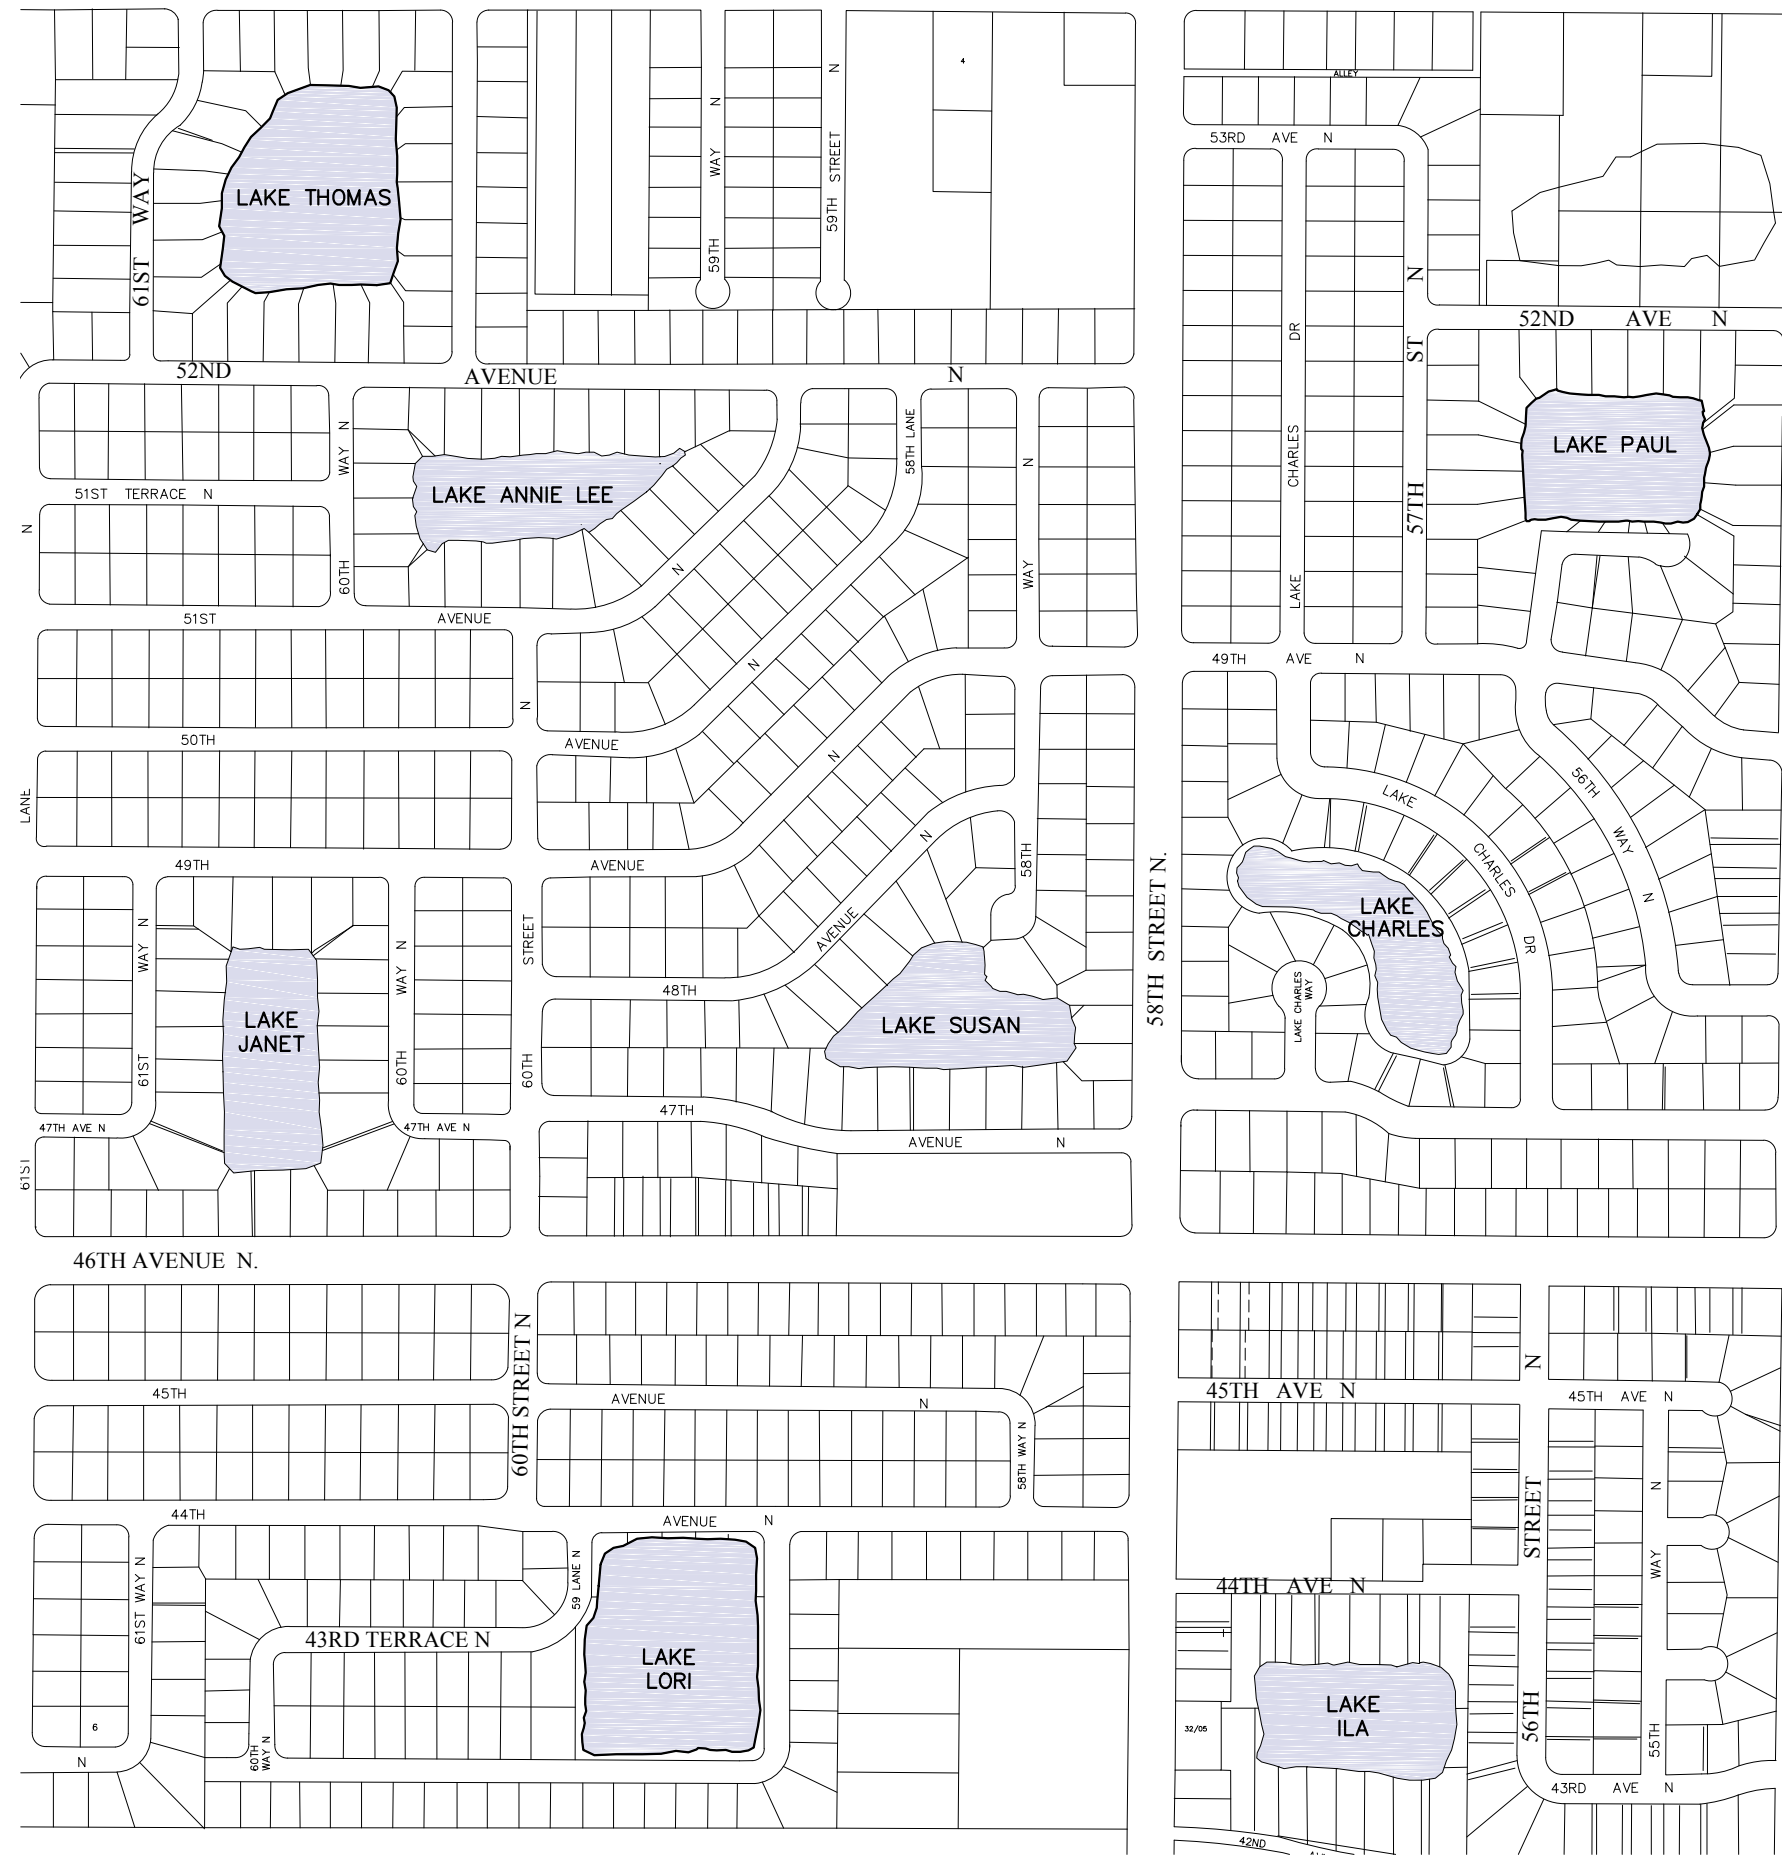 4
ALLEY
53RD AVE N
59TH WAY N
59TH STREET N
61ST WAY
LAKE THOMAS
52ND AVE N
57TH ST N
LAKE CHARLES DR
52ND AVENUE N
LAKE PAUL
WAY N
58TH LANE
60TH WAY N
LAKE ANNIE LEE
51ST TERRACE N
N
N
51ST AVENUE
49TH AVE N
N
N
50TH
AVENUE
N
LANE
LAKE
CHARLES
DR
56TH
WAY
N
49TH
AVENUE
N
58TH
58TH STREET N.
LAKE
CHARLES
61ST WAY N
60TH WAY N
60TH STREET
AVENUE
48TH
LAKE CHARLES
WAY
LAKE
JANET
LAKE SUSAN
47TH AVE N
47TH AVE N
47TH
AVENUE N
61ST
46TH AVENUE N.
60TH STREET N
45TH
AVENUE N
45TH AVE N
45TH AVE N
58TH WAY N
56TH STREET N
44TH
AVENUE N
61ST WAY N
59 LANE N
44TH AVE N
55TH WAY N
43RD TERRACE N
LAKE
LORI
LAKE
ILA
32/05
6
N
60TH
WAY N
43RD AVE N
42ND